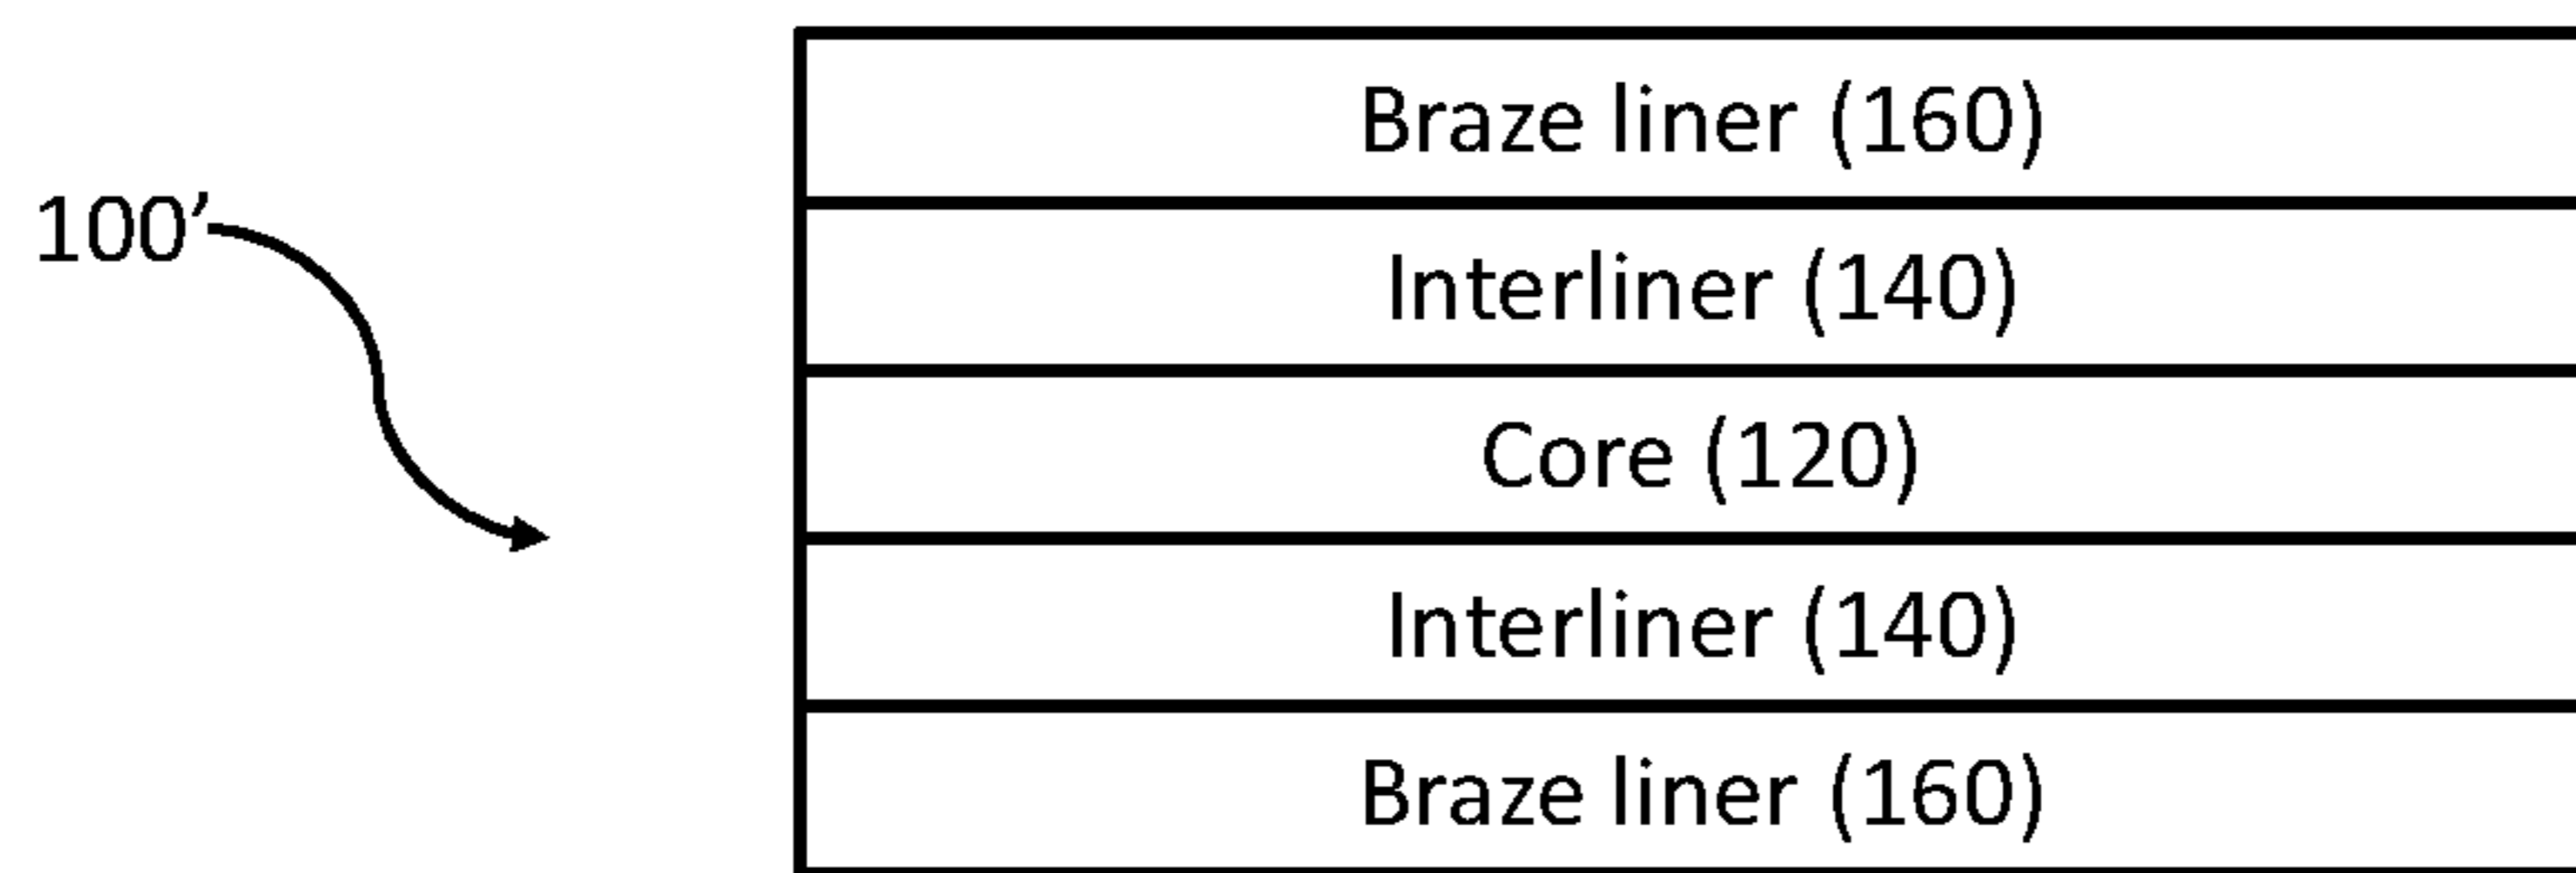 Braze liner (160)
100’
Interliner (140)
Core (120)
Interliner (140)
Braze liner (160)